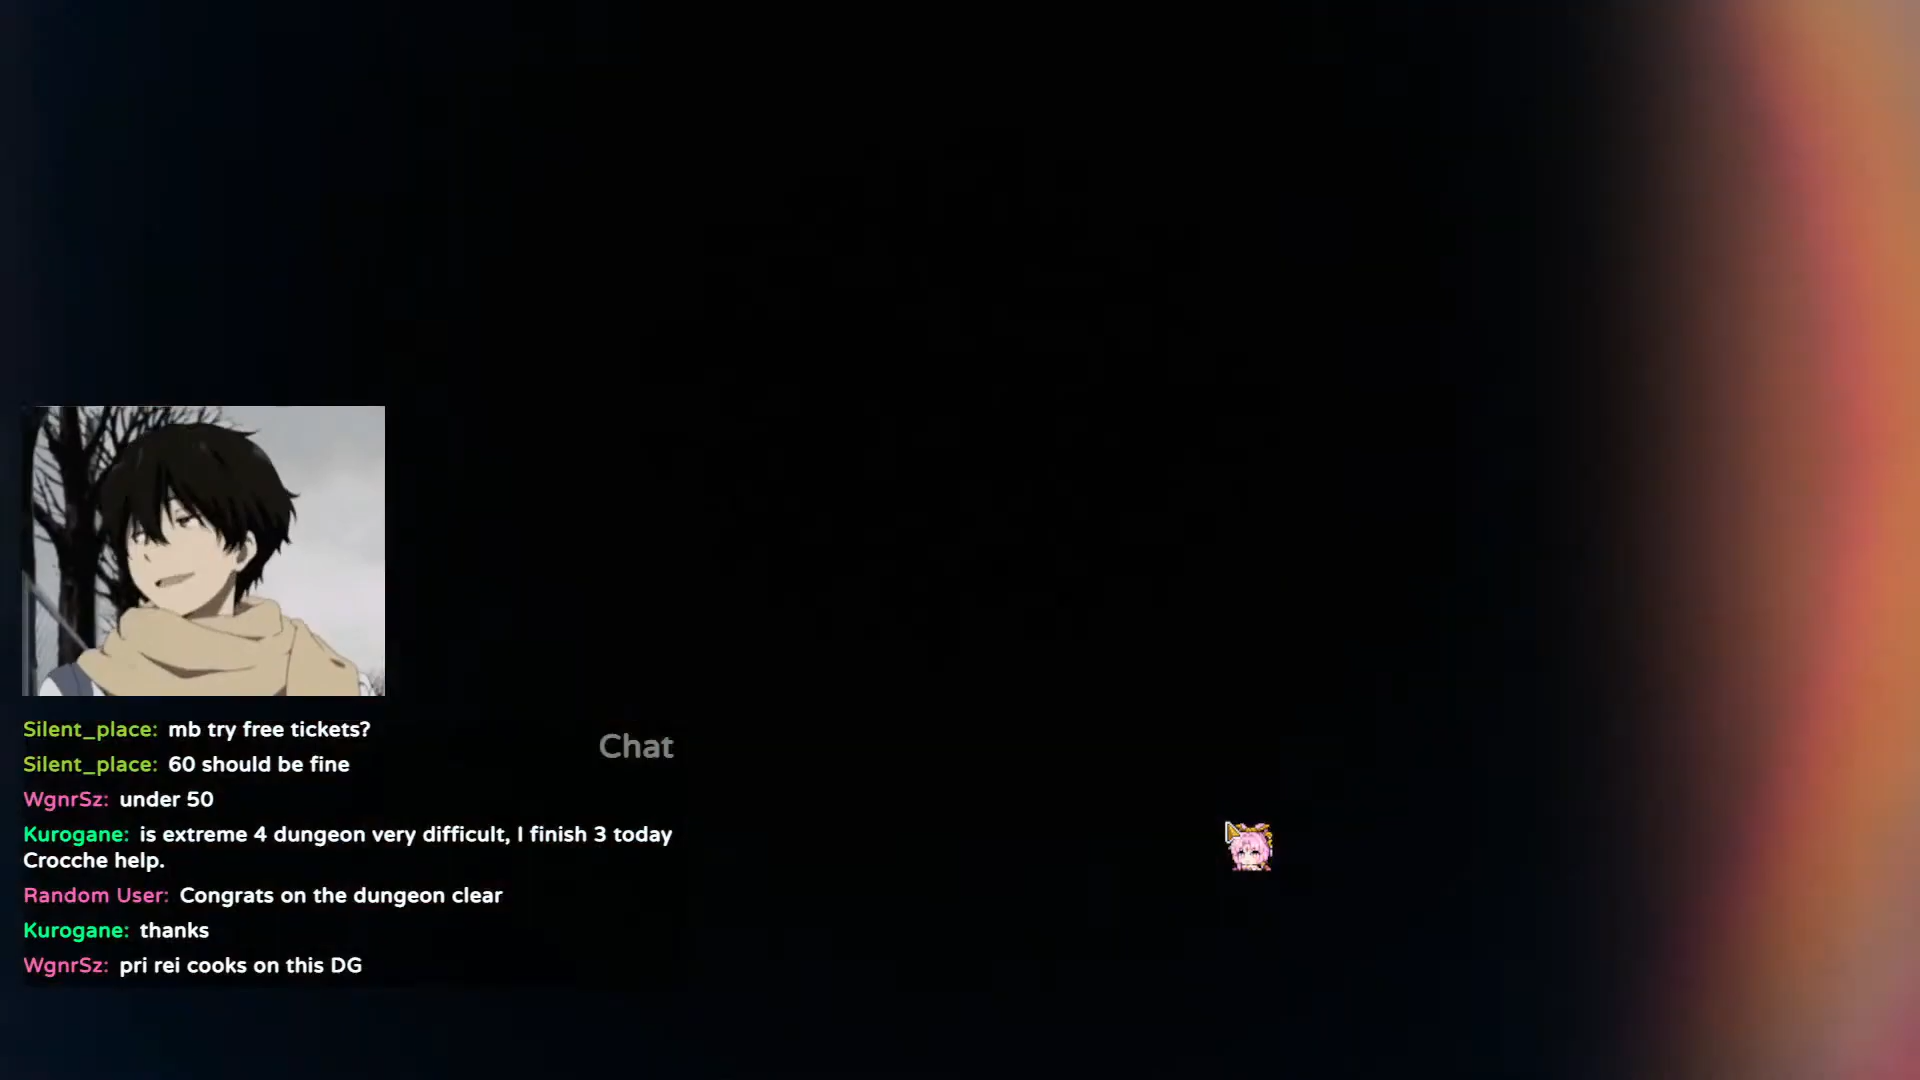 Silent_place: mb try free tickets?
Chat
Silent_place: 60 should be fine
WgnrSz: under 50
Kurogane: is extreme 4 dungeon very difficult, I finish 3 today
Crocche help.
Random User: Congrats on the dungeon clear
Kurogane: thanks
WgnrSz: pri rei cooks on this DG